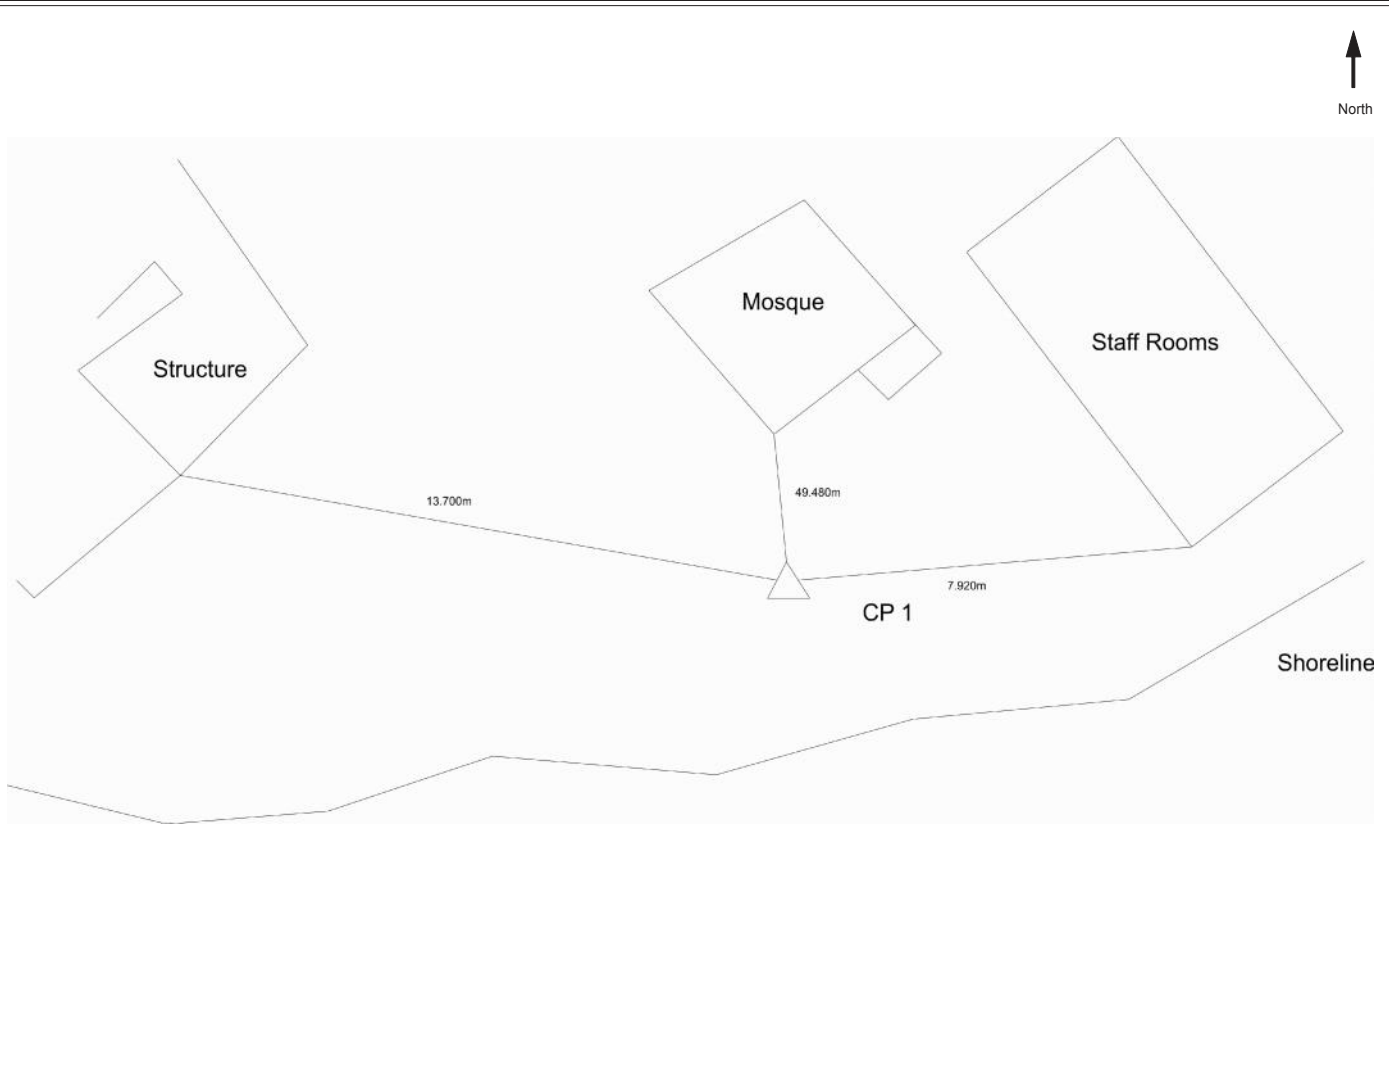 North
Mosque
Staff Rooms
Structure
49.480m
13.700m
7.920m
CP 1
Shoreline